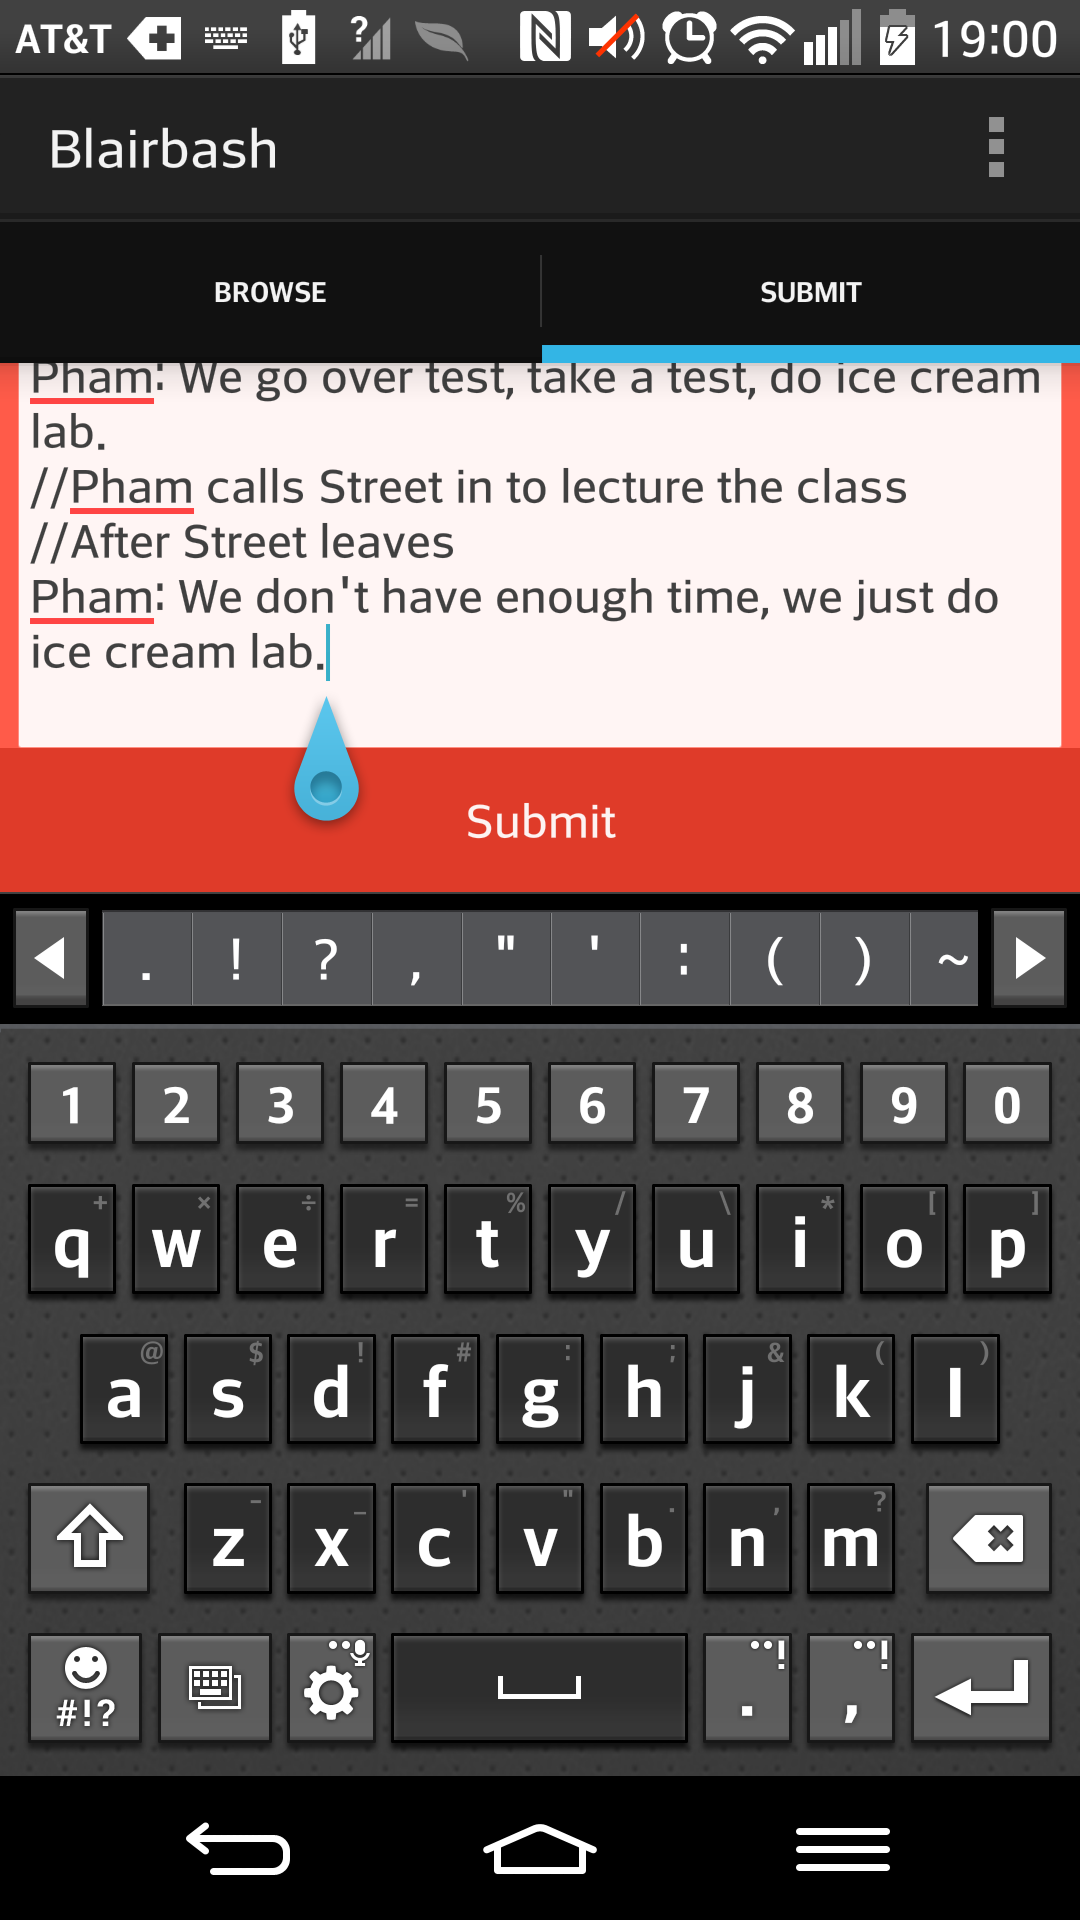 AT&T 19:00
Blairbash
BROWSE SUBMIT
Pham: We go over test, take a test, do ice cream
lab.
//Pham calls Street in to lecture the class
//After Street leaves
Pham: We don't have enough time, we just do
ice cream lab.
Submit
. ! ? , " ' : ( ) ~
1 2 3 4 5 6 7 8 9 0
+ × ÷ = % / \ * [ ]
q w e r t y u i o p
@ $ ! # : ; & ( )
a s d f g h j k l
- _ ' " . , ?
z x c v b n m
#!? . ! , !